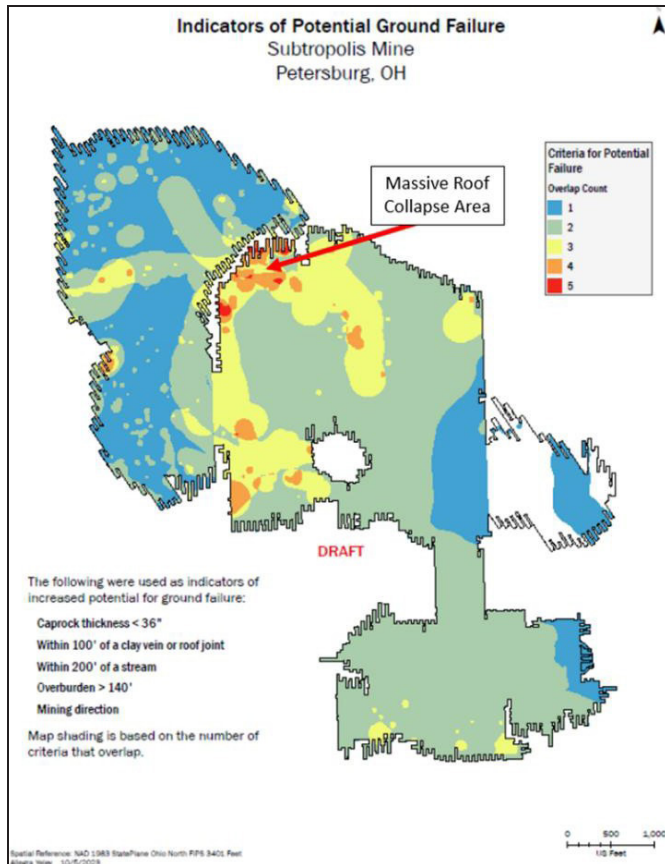 Indicators of Potential Ground Failure
Subtropolis Mine
Petersburg, OH
Massive Roof
Collapse Area
Criteria for Potential
Failure
Overlap Count
1
2
3
4
5
DRAFT
The following were used as indicators of
increased potential for ground failure:
Caprock thickness < 36"
Within 100' of a clay vein or roof joint
Within 200' of a stream
Overburden > 140'
Mining direction
Map shading is based on the number of
criteria that overlap.
Spatial Reference: NAD 1983 StatePlane Ohio North FIPS 3401 Feet
0 500 1,000
US Feet